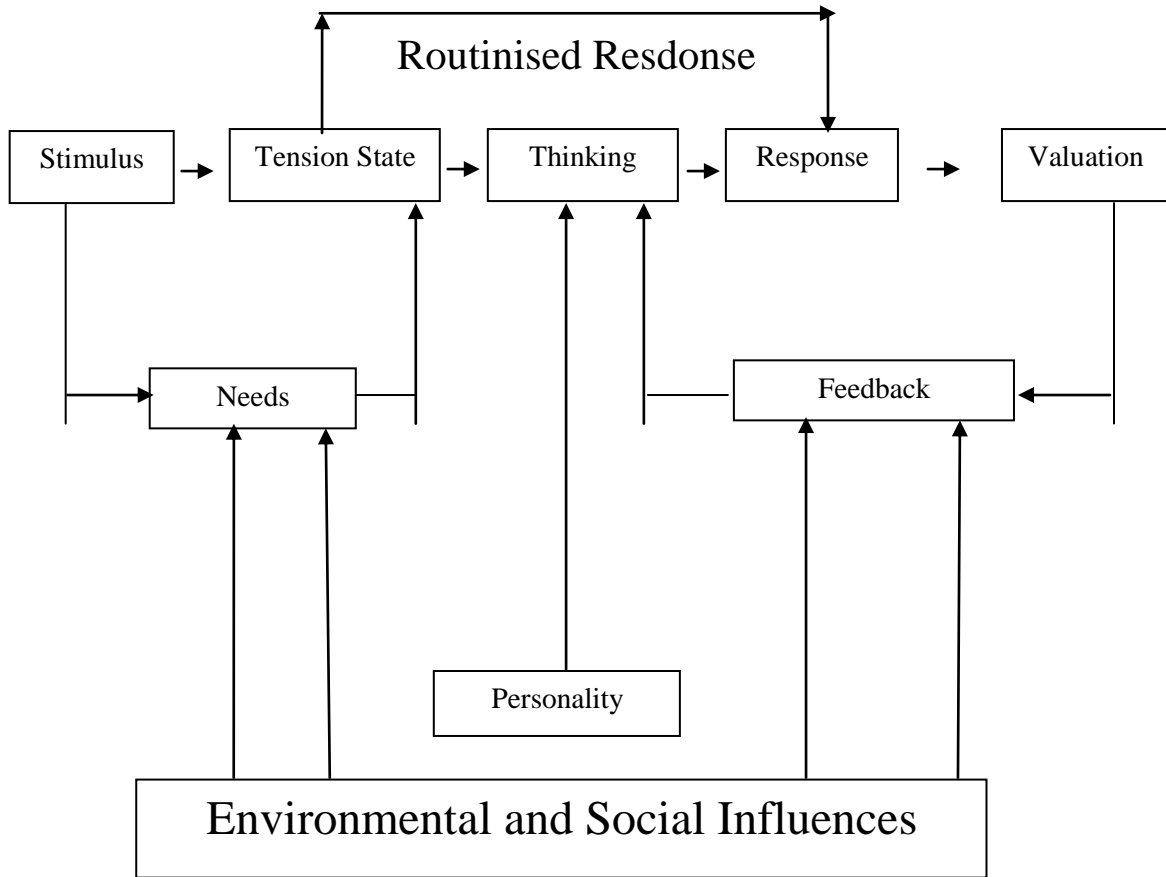 Routinised Resdonse
Stimulus
Tension State
Thinking
Response
Valuation
Needs
Feedback
Personality
Environmental and Social Influences